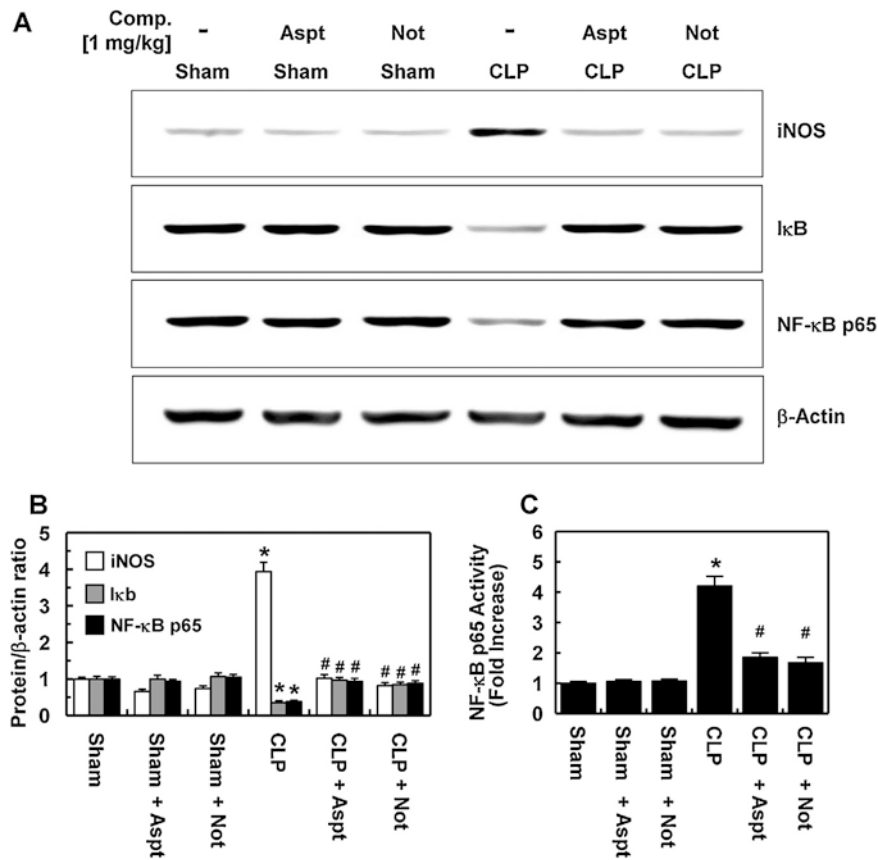 A
Comp. - Aspt Not - Aspt Not
[1 mg/kg]
Sham Sham Sham CLP CLP CLP
iNOS
IκB
NF-κB p65
β-Actin
B
Protein/β-actin ratio
5
4
3
2
1
0
iNOS
Iκb
NF-κB p65
*
* *
# # #
# # #
Sham
Sham + Aspt
Sham + Not
CLP
CLP + Aspt
CLP + Not
C
NF-κB p65 Activity
(Fold Increase)
6
5
4
3
2
1
0
*
#
#
Sham
Sham + Aspt
Sham + Not
CLP
CLP + Aspt
CLP + Not